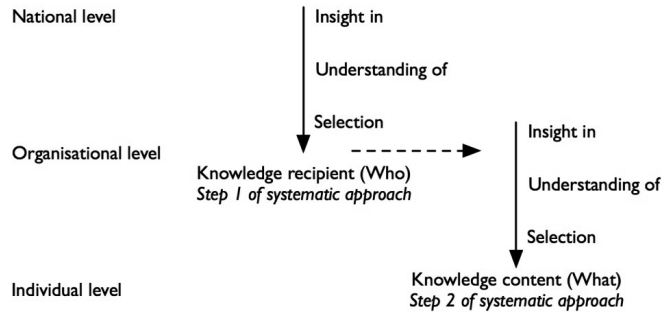 National level
Insight in
Understanding of
Selection
Organisational level
Insight in
Knowledge recipient (Who)
Step 1 of systematic approach
Understanding of
Selection
Knowledge content (What)
Individual level
Step 2 of systematic approach